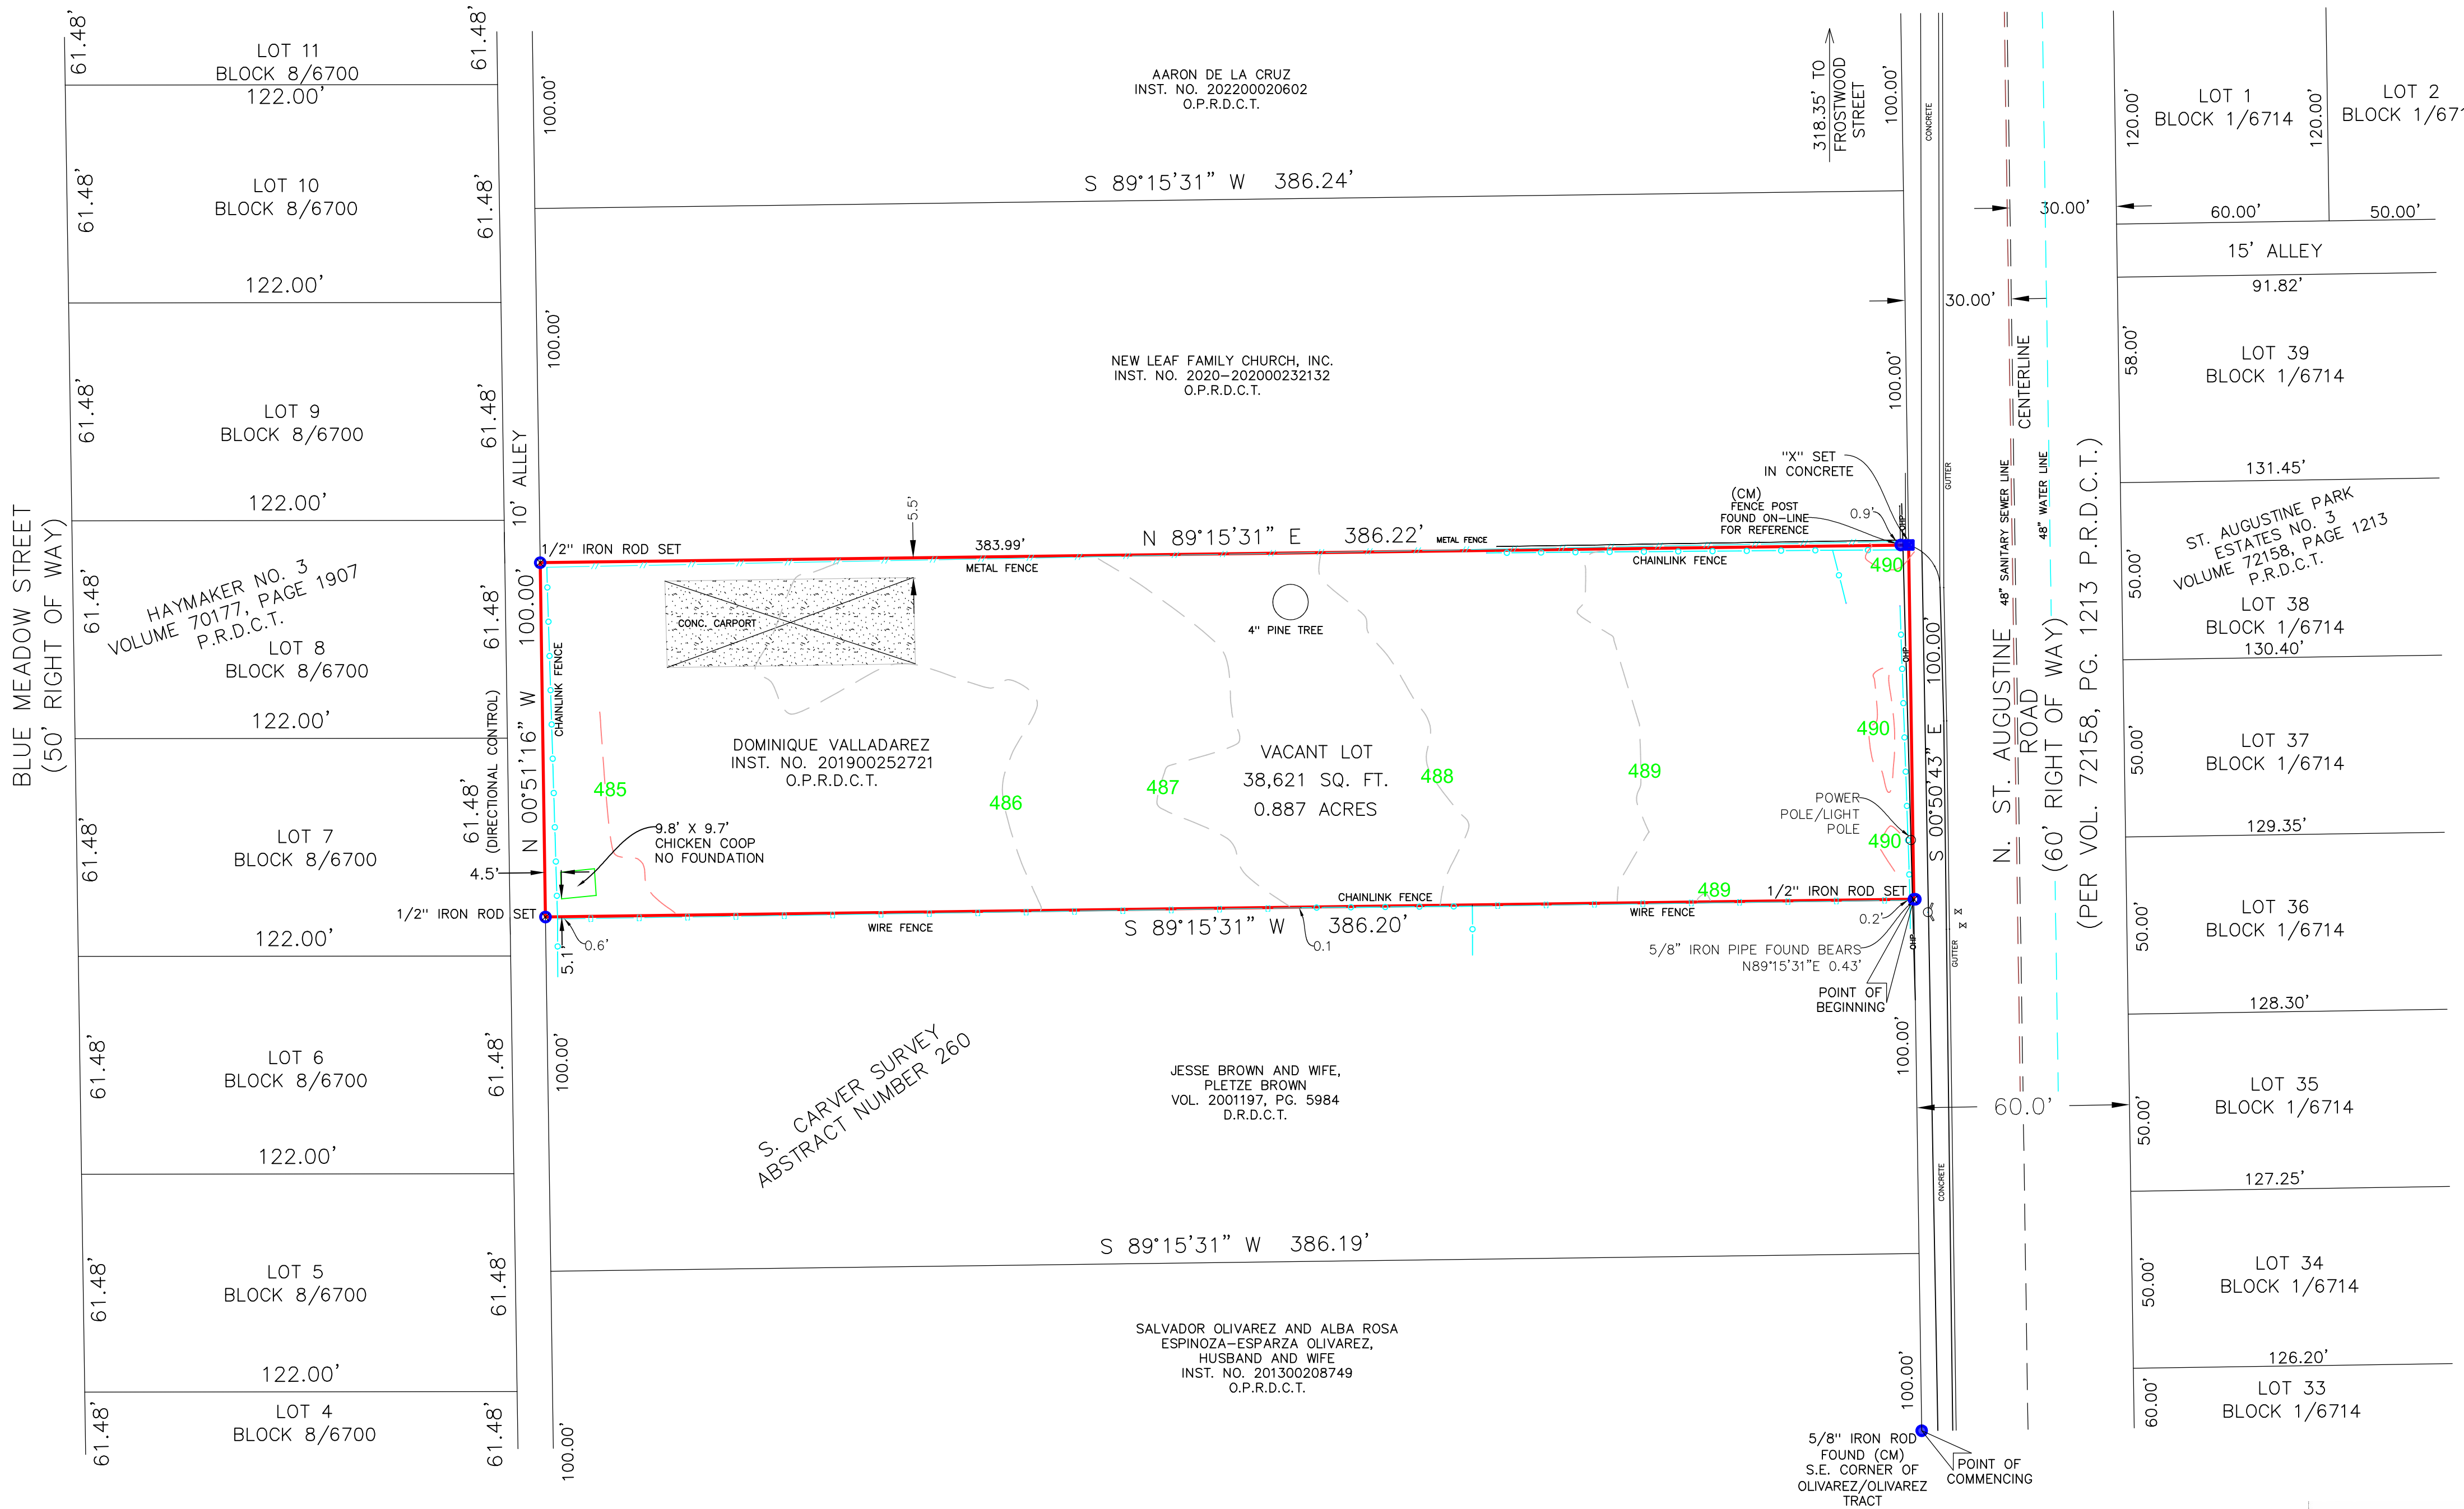 BLUE MEADOW STREET
(50' RIGHT OF WAY)
61.48'
61.48'
LOT 11
BLOCK 8/6700
122.00'
61.48'
61.48'
LOT 10
BLOCK 8/6700
122.00'
61.48'
61.48'
LOT 9
BLOCK 8/6700
122.00'
HAYMAKER NO. 3
VOLUME 70177, PAGE 1907
P.R.D.C.T.
61.48'
61.48'
LOT 8
BLOCK 8/6700
122.00'
61.48'
61.48'
(DIRECTIONAL CONTROL)
LOT 7
BLOCK 8/6700
122.00'
61.48'
61.48'
LOT 6
BLOCK 8/6700
122.00'
61.48'
61.48'
LOT 5
BLOCK 8/6700
122.00'
61.48'
61.48'
LOT 4
BLOCK 8/6700
10' ALLEY
100.00'
100.00'
100.00'
100.00'
AARON DE LA CRUZ
INST. NO. 202200020602
O.P.R.D.C.T.
318.35' TO
FROSTWOOD
STREET
100.00'
S 89°15'31" W 386.24'
NEW LEAF FAMILY CHURCH, INC.
INST. NO. 2020-202000232132
O.P.R.D.C.T.
100.00'
"X" SET
IN CONCRETE
(CM)
FENCE POST
FOUND ON-LINE
FOR REFERENCE
0.9'
OHP
1/2" IRON ROD SET
5.5'
383.99'
METAL FENCE
N 89°15'31" E 386.22'
METAL FENCE
CHAINLINK FENCE
490
CONC. CARPORT
4" PINE TREE
N 00°51'16" W 100.00'
CHAINLINK FENCE
DOMINIQUE VALLADAREZ
INST. NO. 201900252721
O.P.R.D.C.T.
VACANT LOT
38,621 SQ. FT.
0.887 ACRES
485
486
487
488
489
490
490
489
POWER
POLE/LIGHT
POLE
OHP
S 00°50'43" E 100.00'
9.8' X 9.7'
CHICKEN COOP
NO FOUNDATION
4.5'
1/2" IRON ROD SET
5.1'
0.6'
WIRE FENCE
S 89°15'31" W 386.20'
0.1
CHAINLINK FENCE
WIRE FENCE
1/2" IRON ROD SET
0.2'
5/8" IRON PIPE FOUND BEARS
N89°15'31"E 0.43'
OHP
POINT OF
BEGINNING
S. CARVER SURVEY
ABSTRACT NUMBER 260
JESSE BROWN AND WIFE,
PLETZE BROWN
VOL. 2001197, PG. 5984
D.R.D.C.T.
100.00'
S 89°15'31" W 386.19'
SALVADOR OLIVAREZ AND ALBA ROSA
ESPINOZA-ESPARZA OLIVAREZ,
HUSBAND AND WIFE
INST. NO. 201300208749
O.P.R.D.C.T.
100.00'
5/8" IRON ROD
FOUND (CM)
S.E. CORNER OF
OLIVAREZ/OLIVAREZ
TRACT
POINT OF
COMMENCING
CONCRETE
GUTTER
GUTTER
CONCRETE
30.00'
30.00'
60.0'
CENTERLINE
48" SANITARY SEWER LINE
48" WATER LINE
N. ST. AUGUSTINE
ROAD
(60' RIGHT OF WAY)
(PER VOL. 72158, PG. 1213 P.R.D.C.T.)
120.00'
LOT 1
BLOCK 1/6714
120.00'
LOT 2
BLOCK 1/671
60.00'
50.00'
15' ALLEY
91.82'
58.00'
LOT 39
BLOCK 1/6714
131.45'
ST. AUGUSTINE PARK
ESTATES NO. 3
VOLUME 72158, PAGE 1213
P.R.D.C.T.
50.00'
LOT 38
BLOCK 1/6714
130.40'
50.00'
LOT 37
BLOCK 1/6714
129.35'
50.00'
LOT 36
BLOCK 1/6714
128.30'
50.00'
LOT 35
BLOCK 1/6714
127.25'
50.00'
LOT 34
BLOCK 1/6714
126.20'
60.00'
LOT 33
BLOCK 1/6714